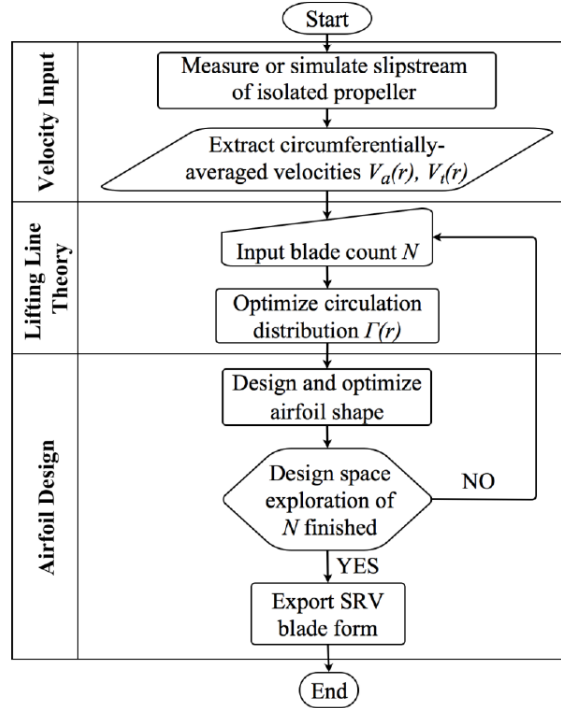 Start
Velocity Input
Measure or simulate slipstream
of isolated propeller
Extract circumferentially-
averaged velocities Va(r), Vt(r)
Lifting Line
Theory
Input blade count N
Optimize circulation
distribution Γ(r)
Airfoil Design
Design and optimize
airfoil shape
Design space
exploration of
N finished
NO
YES
Export SRV
blade form
End